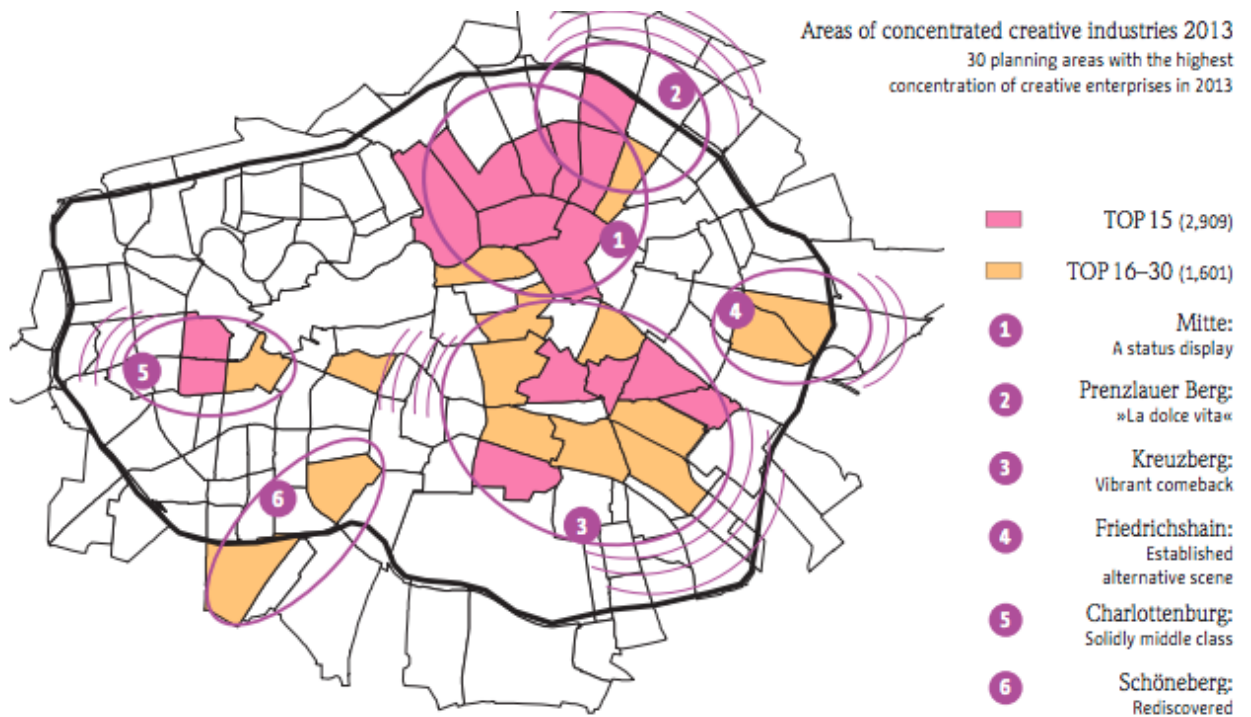 Areas of concentrated creative industries 2013
30 planning areas with the highest
concentration of creative enterprises in 2013
2
1
4
5
6
3
TOP 15 (2,909)
TOP 16–30 (1,601)
1 Mitte:
A status display
2 Prenzlauer Berg:
»La dolce vita«
3 Kreuzberg:
Vibrant comeback
4 Friedrichshain:
Established
alternative scene
5 Charlottenburg:
Solidly middle class
6 Schöneberg:
Rediscovered